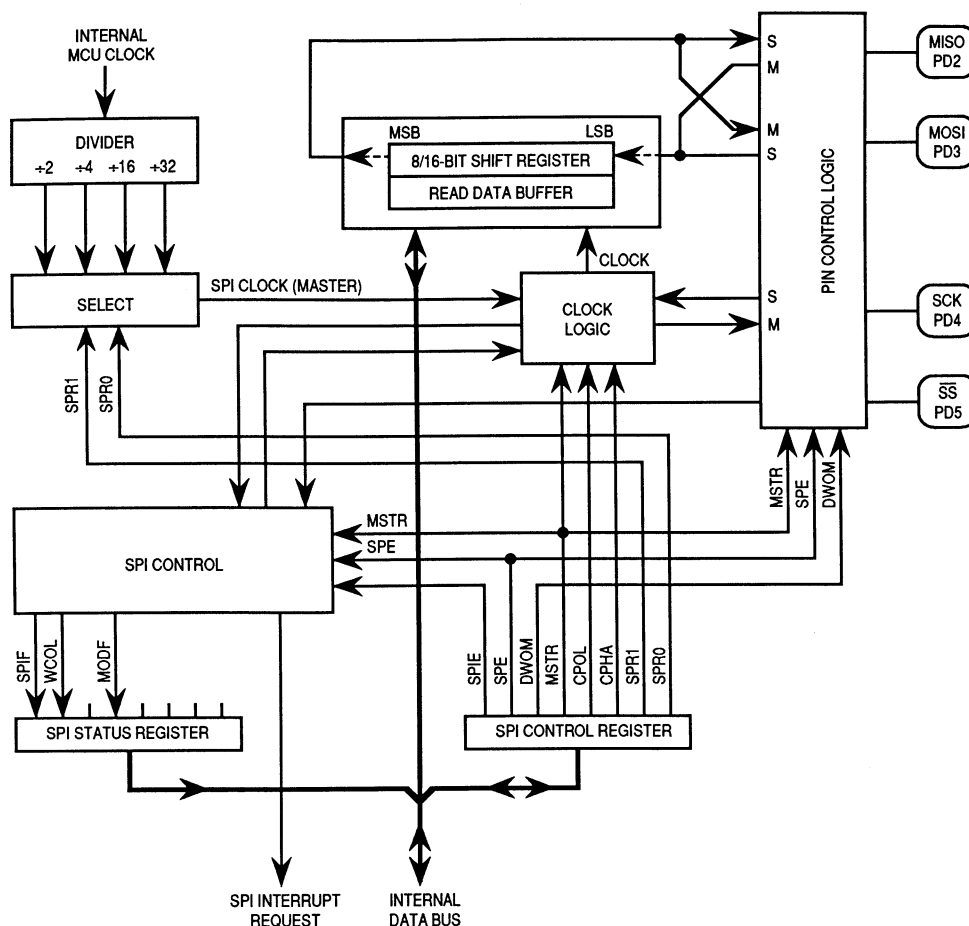 INTERNAL
MCU CLOCK
DIVIDER
÷2 ÷4 ÷16 ÷32
SELECT
SPR1
SPR0
SPI CLOCK (MASTER)
MSB
LSB
8/16-BIT SHIFT REGISTER
READ DATA BUFFER
CLOCK
CLOCK
LOGIC
S
M
M
S
S
M
PIN CONTROL LOGIC
MISO
PD2
MOSI
PD3
SCK
PD4
SS
PD5
MSTR
SPE
DWOM
MSTR
SPE
SPI CONTROL
SPIF
WCOL
MODF
SPI STATUS REGISTER
SPIE
SPE
DWOM
MSTR
CPOL
CPHA
SPR1
SPR0
SPI CONTROL REGISTER
SPI INTERRUPT
REQUEST
INTERNAL
DATA BUS